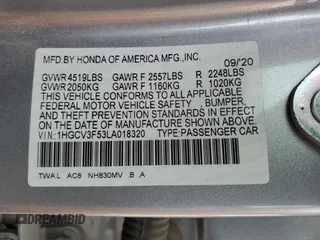 MFD.BY HONDA OF AMERICA MFG.,INC. 09/20
GVWR 4519LBS GAWR F 2557LBS R 2248LBS
GVWR 2050KG GAWR F 1160KG R 1020KG
THIS VEHICLE CONFORMS TO ALL APPLICABLE
FEDERAL MOTOR VEHICLE SAFETY, BUMPER,
AND THEFT PREVENTION STANDARDS IN
EFFECT ON THE DATE OF MANUFACTURE
SHOWN ABOVE.
VIN:1HGCV3F53LA018320 TYPE:PASSENGER CAR
TWA L AC8 NH830MV .B .A
DREAMBID